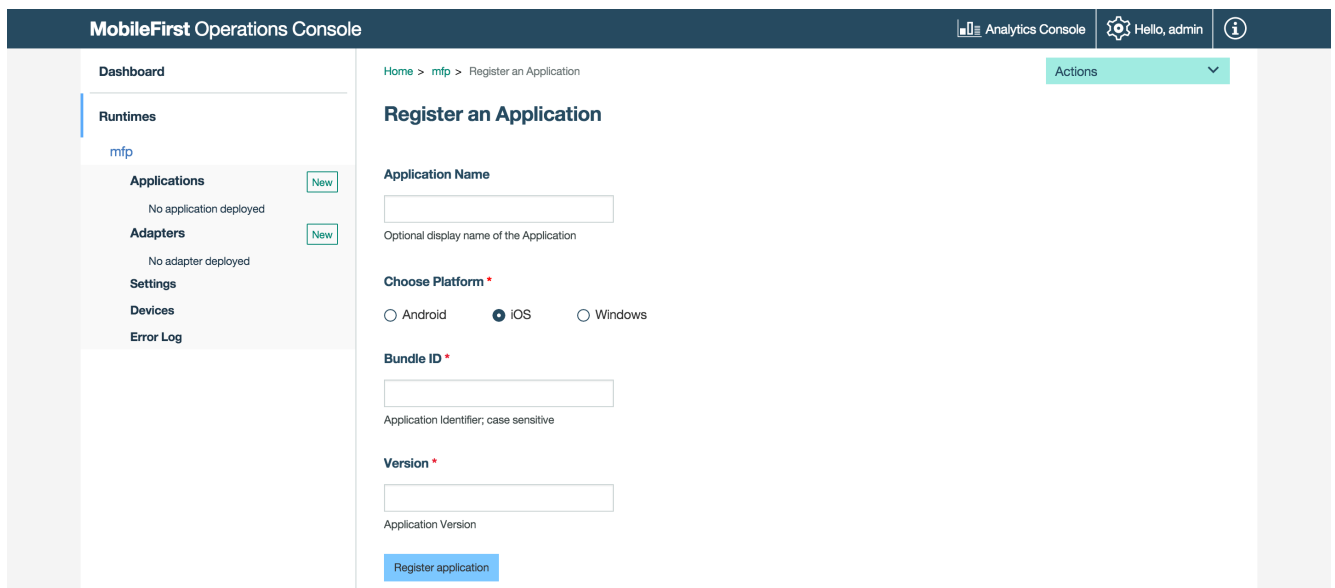 MobileFirst Operations Console
Analytics Console
Hello, admin
Dashboard
Runtimes
mfp
Applications
New
No application deployed
Adapters
New
No adapter deployed
Settings
Devices
Error Log
Home > mfp > Register an Application
Actions
Register an Application
Application Name
Optional display name of the Application
Choose Platform *
Android
iOS
Windows
Bundle ID *
Application Identifier; case sensitive
Version *
Application Version
Register application